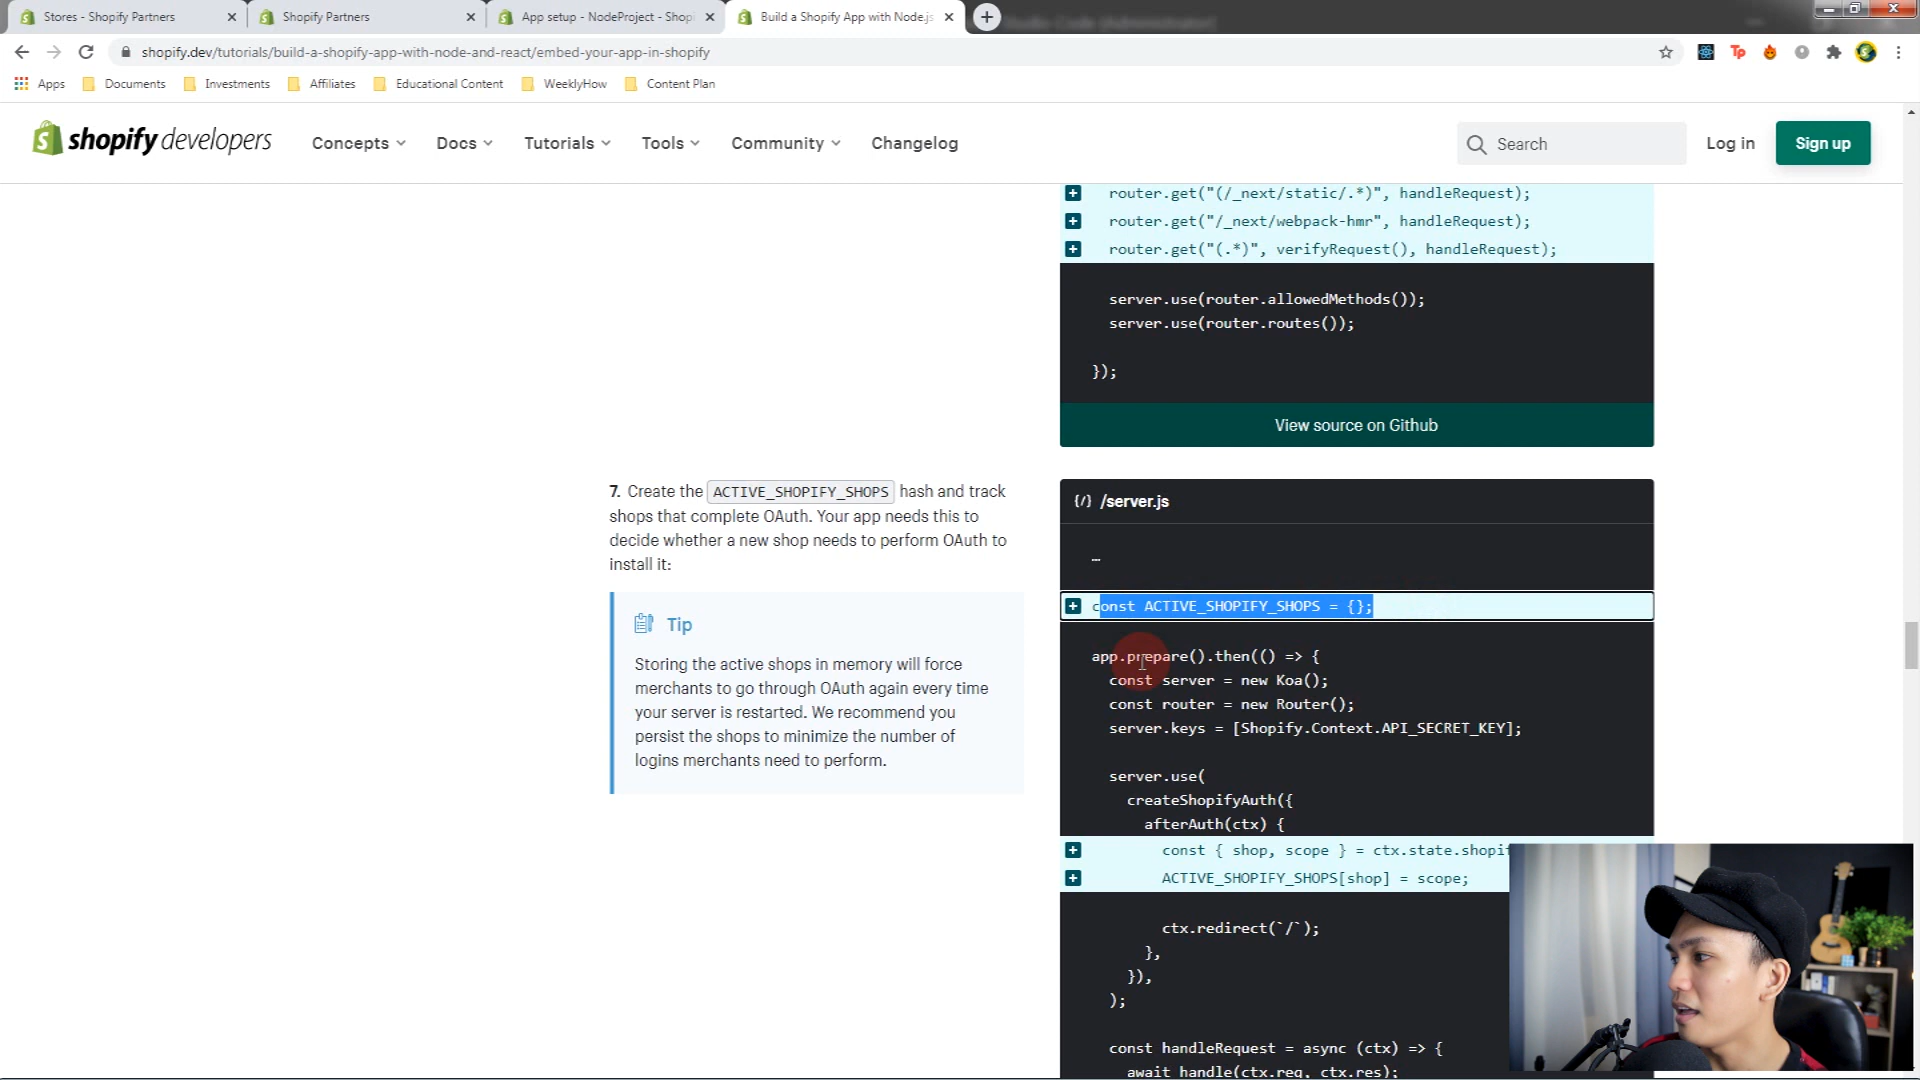 Stores - Shopify Partners
Shopify Partners
App setup - NodeProject - Shopi
Build a Shopify App with Node.js
shopify.dev/tutorials/build-a-shopify-app-with-node-and-react/embed-your-app-in-shopify
Apps
Documents
Investments
Affiliates
Educational Content
WeeklyHow
Content Plan
shopify developers
Concepts
Docs
Tutorials
Tools
Community
Changelog
Search
Log in
Sign up
router.get("(/_next/static/.*)", handleRequest);
router.get("/_next/webpack-hmr", handleRequest);
router.get("(.*)", verifyRequest(), handleRequest);
server.use(router.allowedMethods());
server.use(router.routes());
});
View source on Github
7. Create the ACTIVE_SHOPIFY_SHOPS hash and track
shops that complete OAuth. Your app needs this to
decide whether a new shop needs to perform OAuth to
install it:
Tip
Storing the active shops in memory will force
merchants to go through OAuth again every time
your server is restarted. We recommend you
persist the shops to minimize the number of
logins merchants need to perform.
{/} /server.js
…
const ACTIVE_SHOPIFY_SHOPS = {};
app.prepare().then(() => {
const server = new Koa();
const router = new Router();
server.keys = [Shopify.Context.API_SECRET_KEY];
server.use(
createShopifyAuth({
afterAuth(ctx) {
const { shop, scope } = ctx.state.shopif
ACTIVE_SHOPIFY_SHOPS[shop] = scope;
ctx.redirect(`/`);
},
}),
);
const handleRequest = async (ctx) => {
await handle(ctx.req, ctx.res);